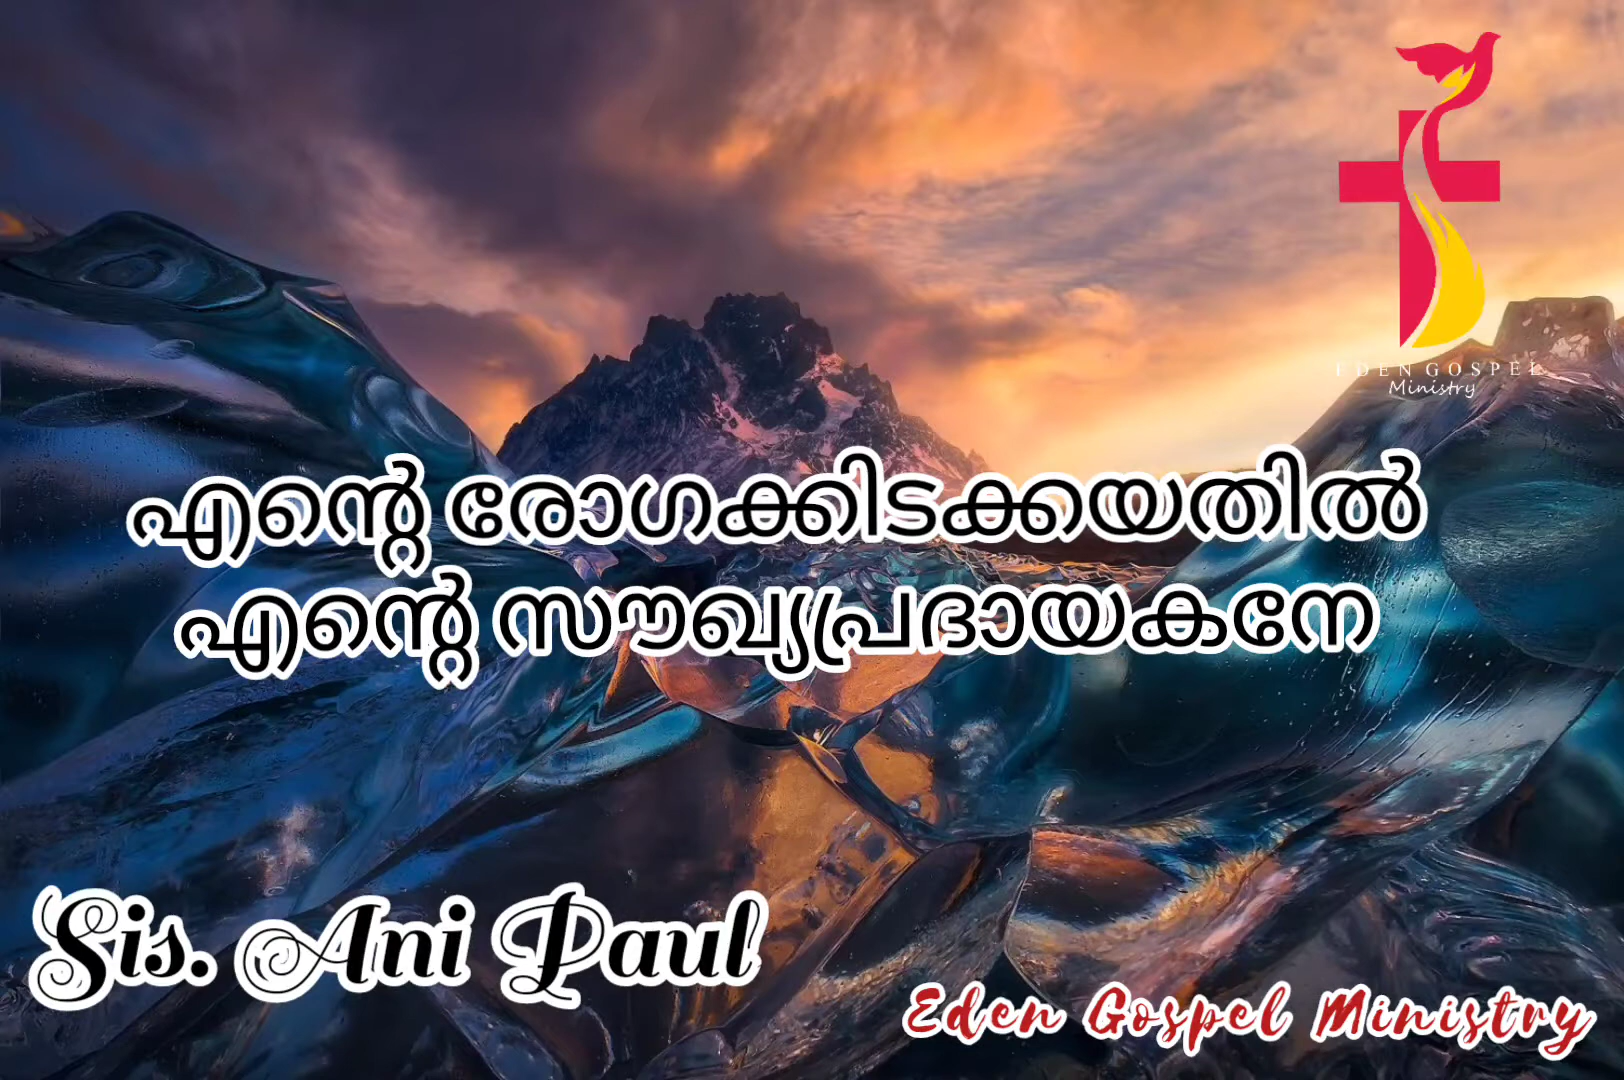 EDEN GOSPEL
Ministry
എന്റെ രോഗക്കിടക്കയതിൽ
എന്റെ സൗഖ്യപ്രദായകനേ
Sis. Ani Paul
Eden Gospel Ministry